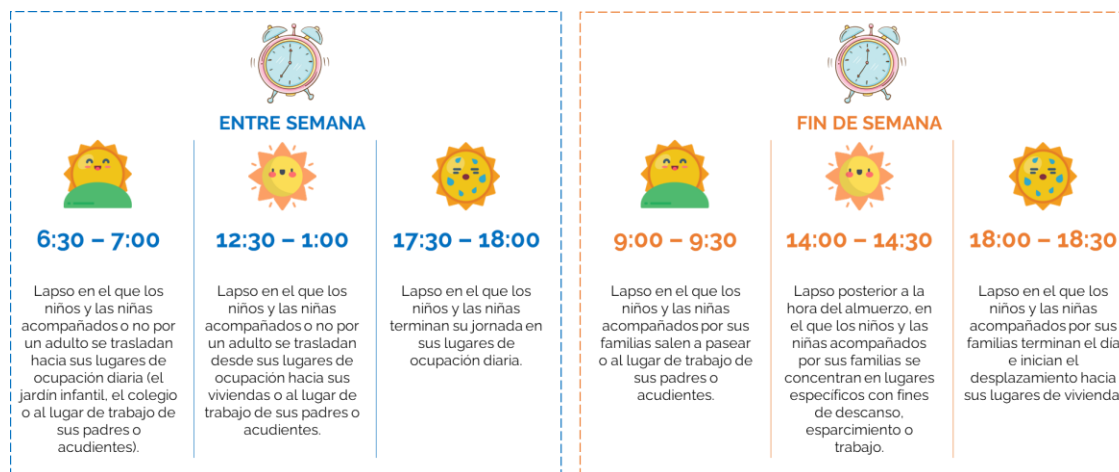 ENTRE SEMANA
6:30 – 7:00
Lapso en el que los
niños y las niñas
acompañados o no por
un adulto se trasladan
hacia sus lugares de
ocupación diaria (el
jardín infantil, el colegio
o al lugar de trabajo de
sus padres o
acudientes).
12:30 – 1:00
Lapso en el que los
niños y las niñas
acompañados o no por
un adulto se trasladan
desde sus lugares de
ocupación hacia sus
viviendas o al lugar de
trabajo de sus padres o
acudientes.
17:30 – 18:00
Lapso en el que los
niños y las niñas
terminan su jornada en
sus lugares de
ocupación diaria.
FIN DE SEMANA
9:00 – 9:30
Lapso en el que los
niños y las niñas
acompañados por sus
familias salen a pasear
o al lugar de trabajo de
sus padres o
acudientes.
14:00 – 14:30
Lapso posterior a la
hora del almuerzo, en
el que los niños y las
niñas acompañados
por sus familias se
concentran en lugares
específicos con fines
de descanso,
esparcimiento o
trabajo.
18:00 – 18:30
Lapso en el que los
niños y las niñas
acompañados por sus
familias terminan el día
e inician el
desplazamiento hacia
sus lugares de vivienda